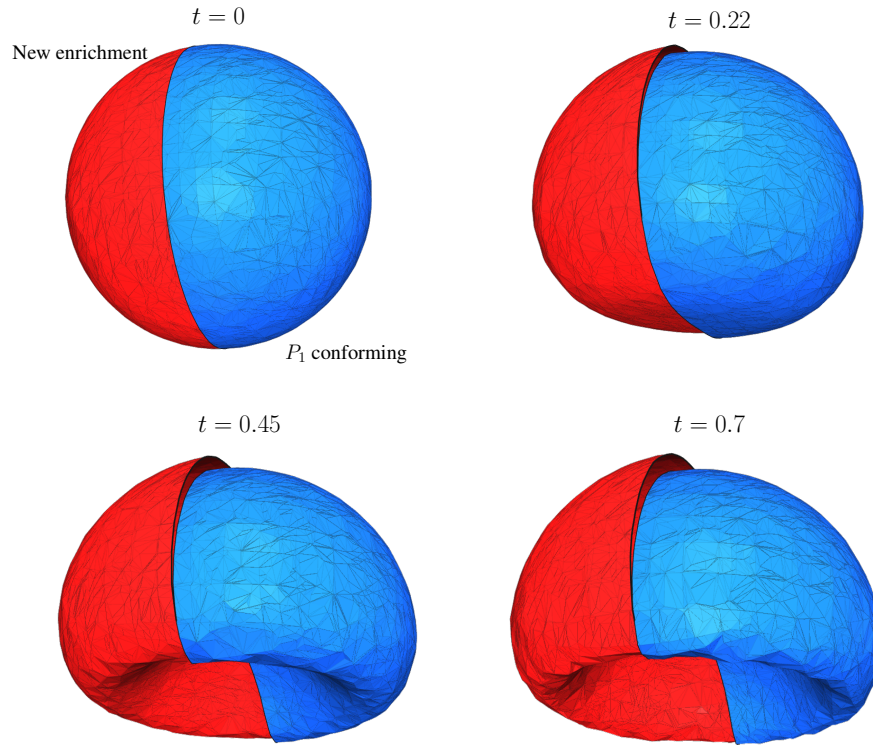 t = 0
t = 0.22
New enrichment
P₁ conforming
t = 0.45
t = 0.7